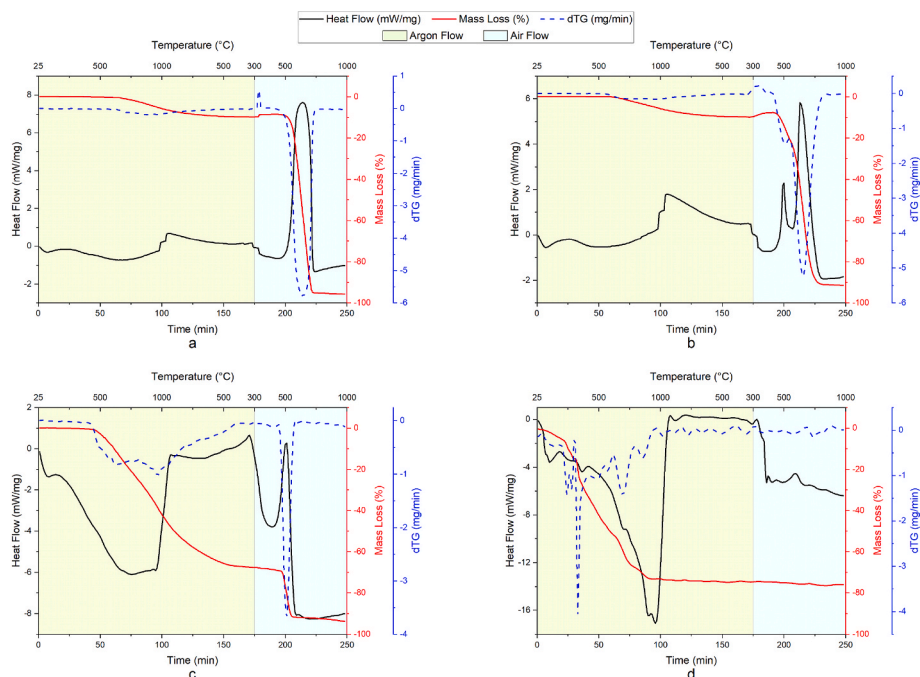 Heat Flow (mW/mg) Mass Loss (%) dTG (mg/min)
Argon Flow Air Flow
Temperature (°C)
25 500 1000 300 500 1000
Heat Flow (mW/mg)
8 6 4 2 0 -2
Mass Loss (%)
0 -20 -40 -60 -80 -100
dTG (mg/min)
1 0 -1 -2 -3 -4 -5 -6
0 50 100 150 200 250
Time (min)
a
Temperature (°C)
25 500 1000 300 500 1000
Heat Flow (mW/mg)
6 4 2 0 -2
Mass Loss (%)
0 -20 -40 -60 -80 -100
dTG (mg/min)
1 0 -1 -2 -3 -4 -5 -6
0 50 100 150 200 250
Time (min)
b
Temperature (°C)
25 500 1000 300 500 1000
Heat Flow (mW/mg)
2 0 -2 -4 -6 -8
Mass Loss (%)
0 -20 -40 -60 -80 -100
dTG (mg/min)
0 -1 -2 -3 -4
0 50 100 150 200 250
Time (min)
c
Temperature (°C)
25 500 1000 300 500 1000
Heat Flow (mW/mg)
0 -4 -8 -12 -16
Mass Loss (%)
0 -20 -40 -60 -80 -100
dTG (mg/min)
0 -1 -2 -3 -4
0 50 100 150 200 250
Time (min)
d